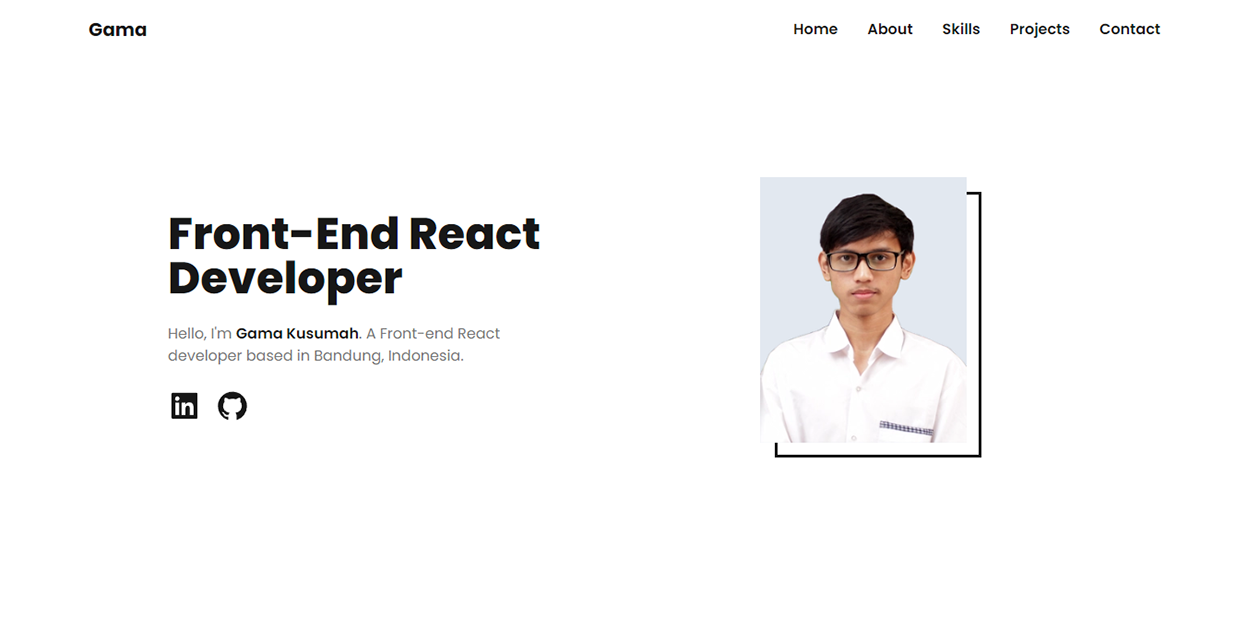 Gama
Home About Skills Projects Contact
Front-End React
Developer
Hello, I'm Gama Kusumah. A Front-end React
developer based in Bandung, Indonesia.
in